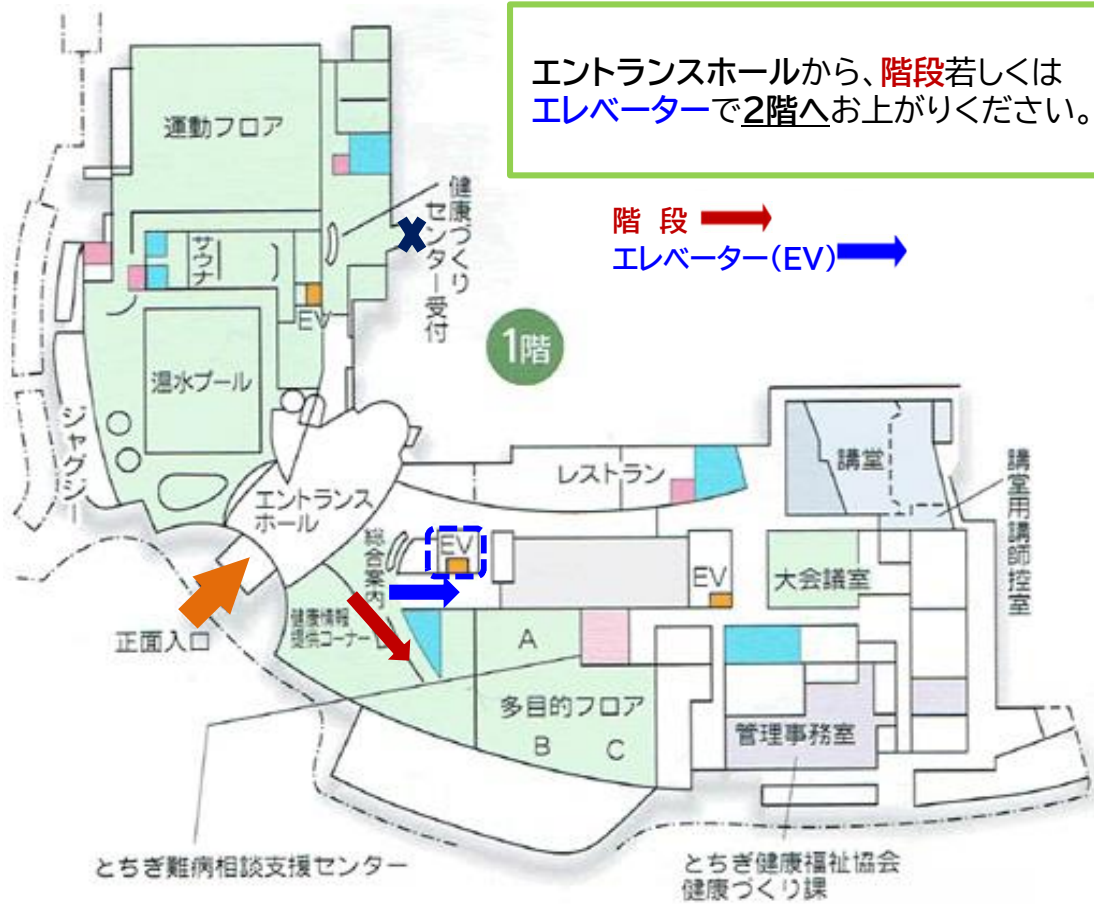 エントランスホールから、階段若しくは
エレベーターで2階へお上がりください。
階 段
エレベーター(EV)
運動フロア
健康づくり
センター受付
サウナ
EV
1階
温水プール
ジャグジー
エントランス
ホール
レストラン
講堂
講堂用講師控室
総合案内
EV
EV
大会議室
正面入口
健康情報
提供コーナー
A
多目的フロア
B
C
管理事務室
とちぎ難病相談支援センター
とちぎ健康福祉協会
健康づくり課